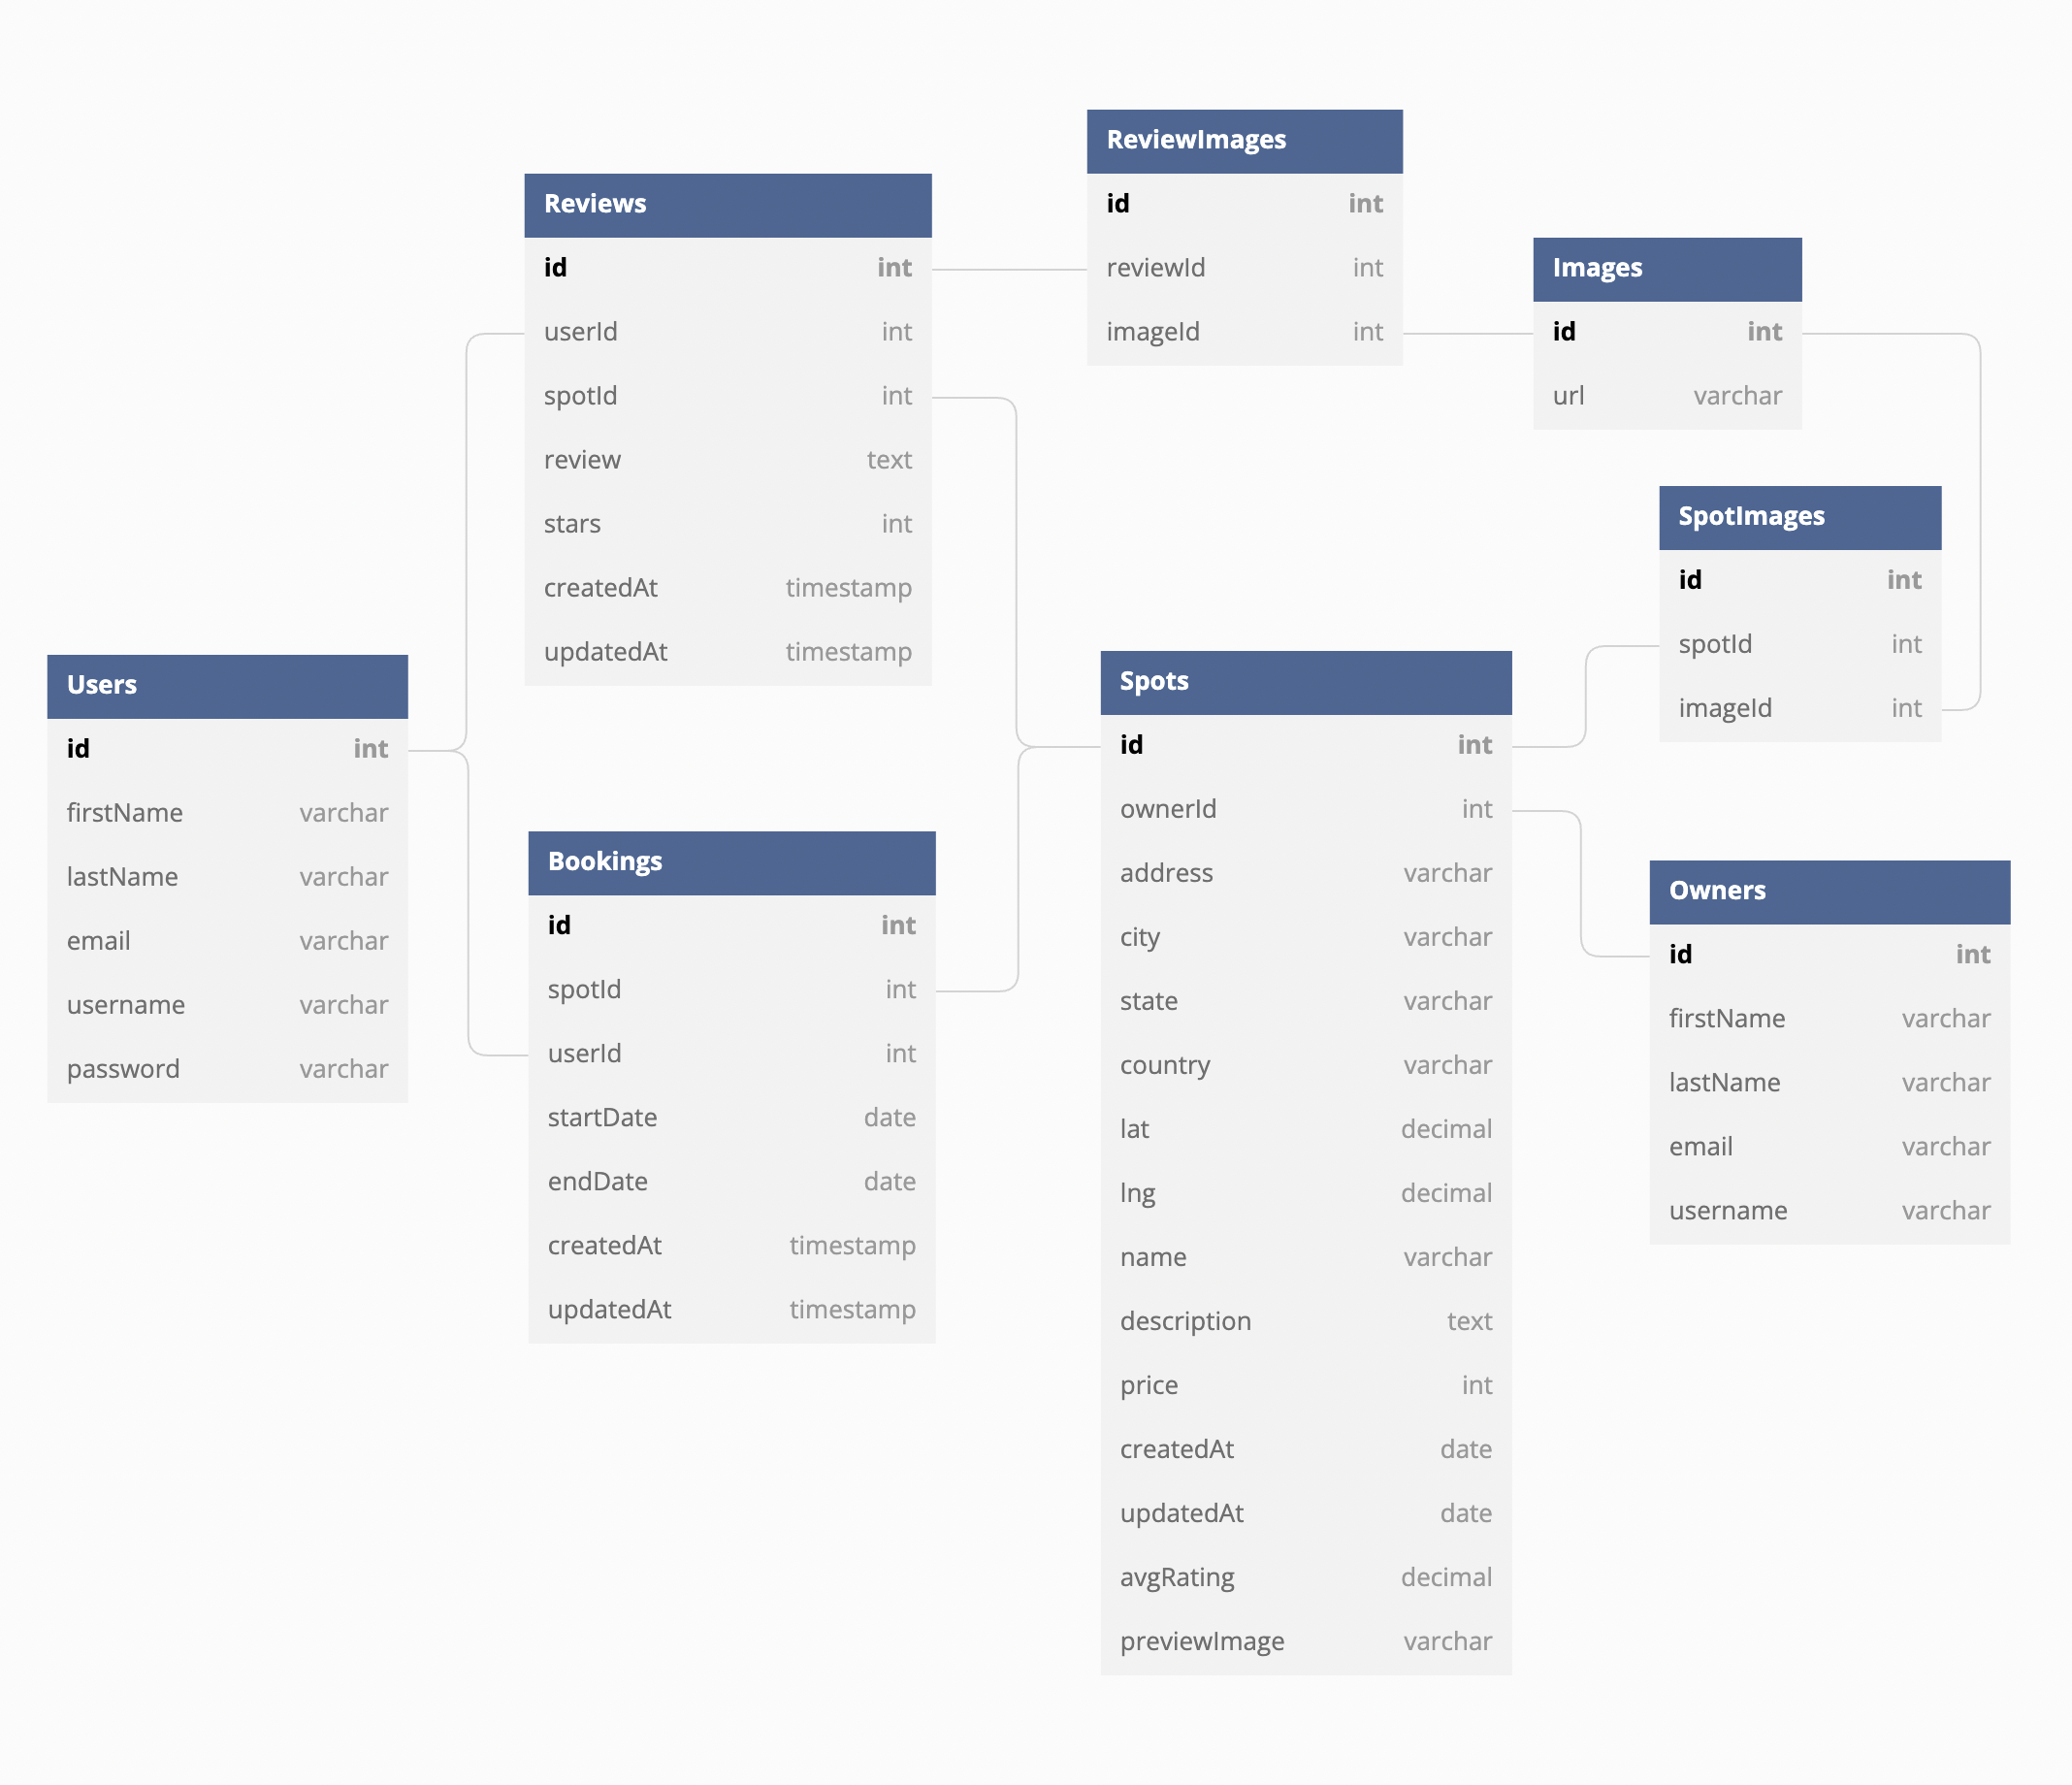 ReviewImages
id int
reviewId int
imageId int
Reviews
id int
userId int
spotId int
review text
stars int
createdAt timestamp
updatedAt timestamp
Images
id int
url varchar
SpotImages
id int
spotId int
imageId int
Users
id int
firstName varchar
lastName varchar
email varchar
username varchar
password varchar
Bookings
id int
spotId int
userId int
startDate date
endDate date
createdAt timestamp
updatedAt timestamp
Spots
id int
ownerId int
address varchar
city varchar
state varchar
country varchar
lat decimal
lng decimal
name varchar
description text
price int
createdAt date
updatedAt date
avgRating decimal
previewImage varchar
Owners
id int
firstName varchar
lastName varchar
email varchar
username varchar